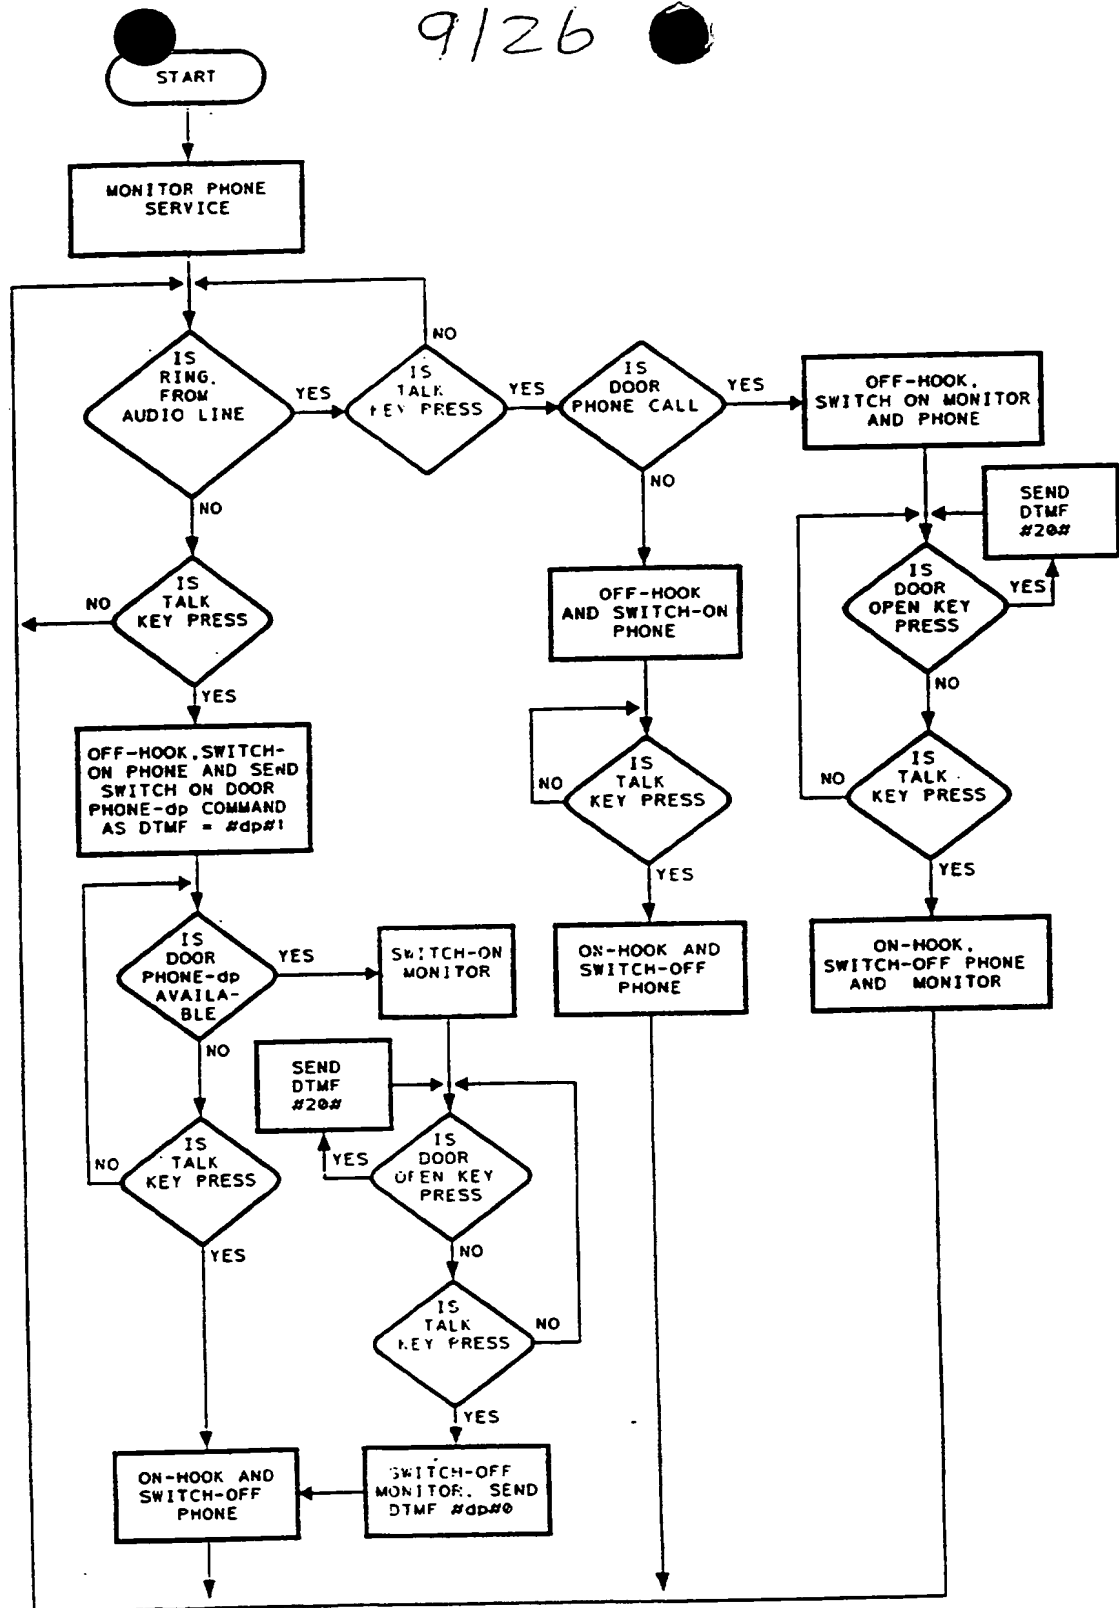 9/26
START
MONITOR PHONE
SERVICE
NO
IS
RING.
FROM
AUDIO LINE
YES
IS
TALK
KEY PRESS
YES
IS
DOOR
PHONE CALL
YES
OFF-HOOK.
SWITCH ON MONITOR
AND PHONE
NO
NO
SEND
DTMF
#20#
IS
TALK
KEY PRESS
NO
YES
OFF-HOOK
AND SWITCH-ON
PHONE
IS
DOOR
OPEN KEY
PRESS
YES
NO
OFF-HOOK.SWITCH-
ON PHONE AND SEND
SWITCH ON DOOR
PHONE-dp COMMAND
AS DTMF = #dp#1
IS
TALK
KEY PRESS
NO
YES
IS
TALK
KEY PRESS
NO
YES
IS
DOOR
PHONE-dp
AVAILA-
BLE
YES
NO
SWITCH-ON
MONITOR
ON-HOOK AND
SWITCH-OFF
PHONE
ON-HOOK.
SWITCH-OFF PHONE
AND MONITOR
SEND
DTMF
#20#
IS
TALK
KEY PRESS
NO
YES
IS
DOOR
OPEN KEY
PRESS
YES
NO
IS
TALK
KEY PRESS
NO
YES
ON-HOOK AND
SWITCH-OFF
PHONE
SWITCH-OFF
MONITOR. SEND
DTMF #dp#0